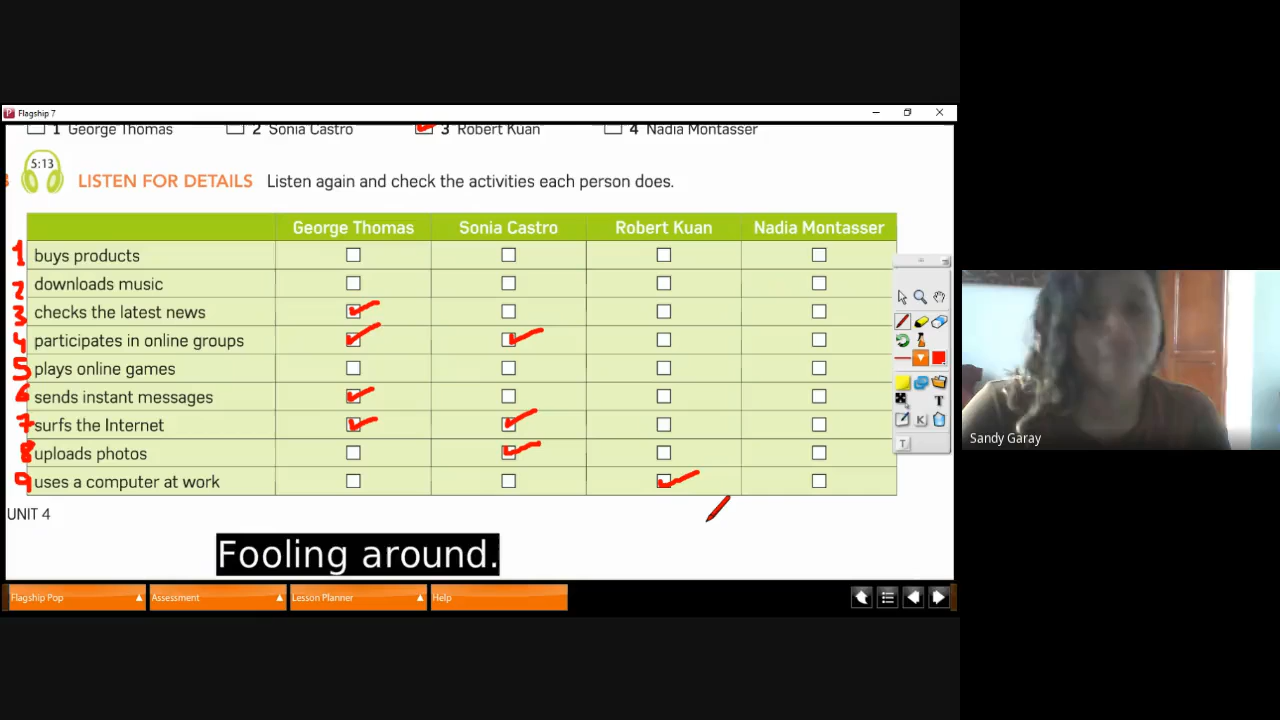 Flagship 7
1 George Thomas 2 Sonia Castro 3 Robert Kuan 4 Nadia Montasser
5:13
LISTEN FOR DETAILS Listen again and check the activities each person does.
George Thomas Sonia Castro Robert Kuan Nadia Montasser
1 buys products
2 downloads music
3 checks the latest news
4 participates in online groups
5 plays online games
6 sends instant messages
7 surfs the Internet
8 uploads photos
9 uses a computer at work
UNIT 4
Fooling around.
Flagship Pop Assessment Lesson Planner Help
T
K
T
Sandy Garay